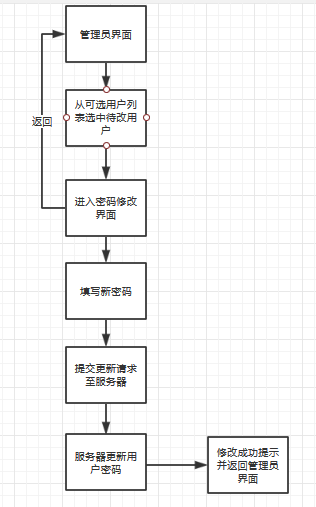 管理员界面
从可选用户列
表选中待改用
户
返回
进入密码修改
界面
填写新密码
提交更新请求
至服务器
服务器更新用
户密码
修改成功提示
并返回管理员
界面